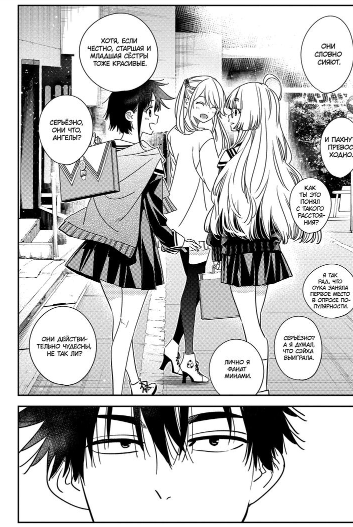 ОНИ
СЛОВНО
СИЯЮТ.
ХОТЯ, ЕСЛИ
ЧЕСТНО, СТАРШАЯ И
МЛАДШАЯ СЁСТРЫ
ТОЖЕ КРАСИВЫЕ.
И ПАХНУТ
ПРЕВОС-
ХОДНО.
СЕРЬЁЗНО,
ОНИ ЧТО,
АНГЕЛЫ?
КАК
ТЫ ЭТО
ПОНЯЛ
С ТАКОГО
РАССТОЯ-
НИЯ?
Я ТАК
РАД, ЧТО
ОУКА ЗАНЯЛА
ПЕРВОЕ МЕСТО
В ОПРОСЕ ПО-
ПУЛЯРНОСТИ.
СЕРЬЁЗНО?
А Я ДУМАЛ,
ЧТО СЭЙКА
ВЫИГРАЛА.
ЛИЧНО Я
ФАНАТ
МИНАМИ.
ОНИ ДЕЙСТВИ-
ТЕЛЬНО ЧУДЕСНЫ,
НЕ ТАК ЛИ?